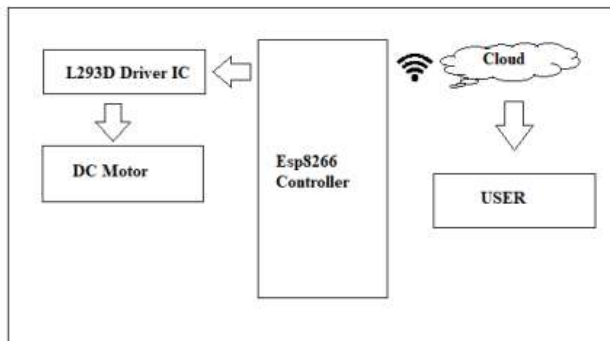 L293D Driver IC
DC Motor
Esp8266
Controller
Cloud
USER